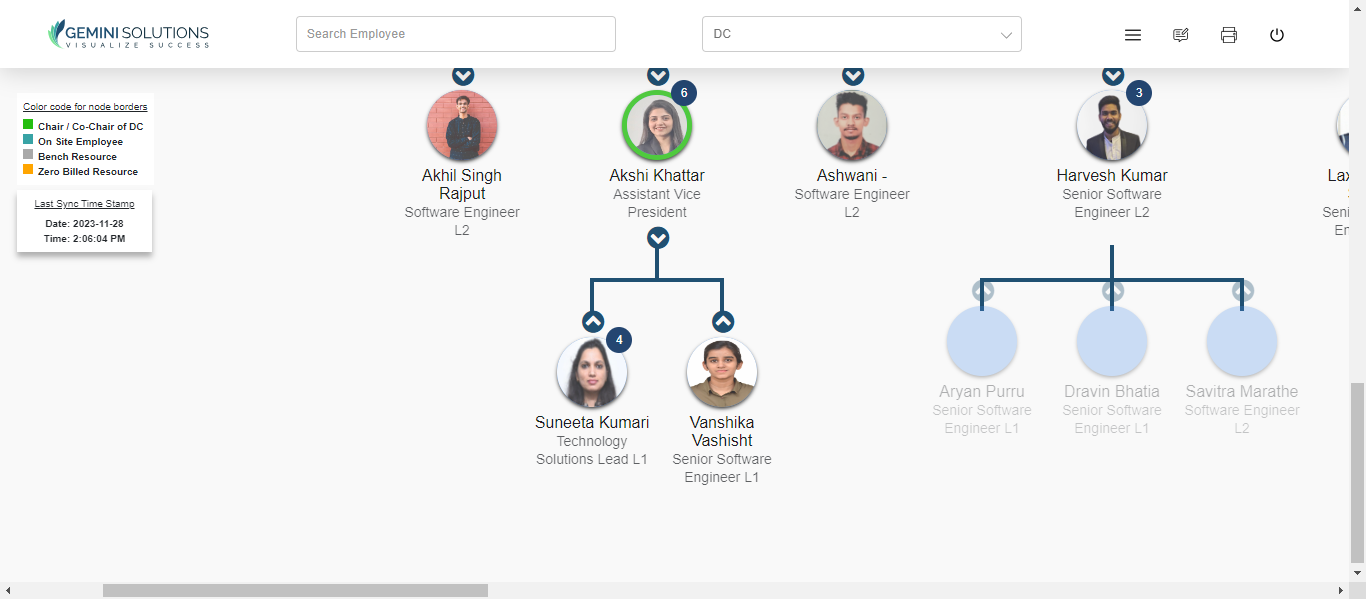 GEMINI SOLUTIONS
VISUALIZE SUCCESS
Search Employee
DC
Color code for node borders
Chair / Co-Chair of DC
On Site Employee
Bench Resource
Zero Billed Resource
Last Sync Time Stamp
Date: 2023-11-28
Time: 2:06:04 PM
Akhil Singh
Rajput
Software Engineer
L2
6
Akshi Khattar
Assistant Vice
President
Ashwani -
Software Engineer
L2
3
Harvesh Kumar
Senior Software
Engineer L2
Lax
Seni
En
4
Suneeta Kumari
Technology
Solutions Lead L1
Vanshika
Vashisht
Senior Software
Engineer L1
Aryan Purru
Senior Software
Engineer L1
Dravin Bhatia
Senior Software
Engineer L1
Savitra Marathe
Software Engineer
L2